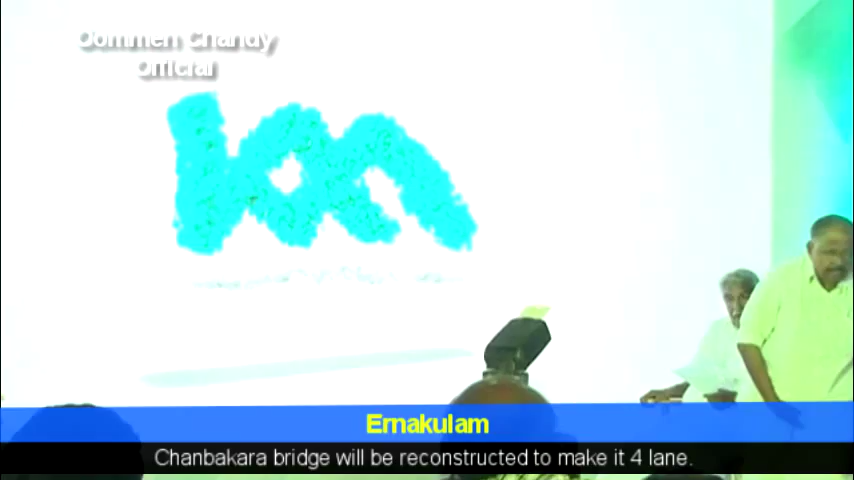 Oommen Chandy
Official
Ernakulam
Chanbakara bridge will be reconstructed to make it 4 lane.